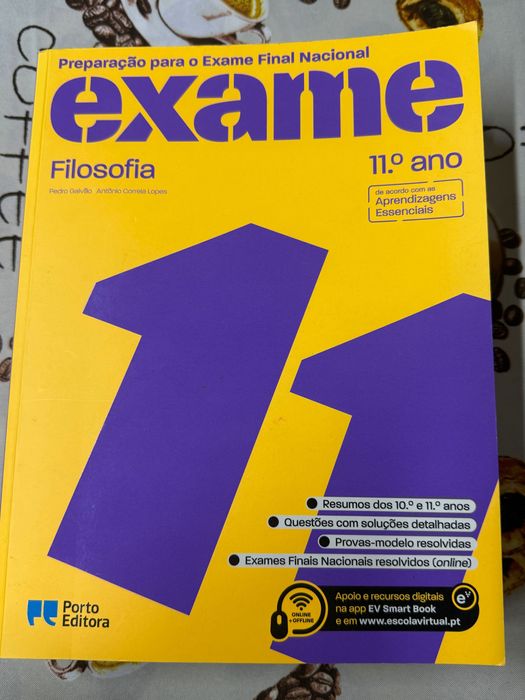 Preparação para o Exame Final Nacional
exame
Filosofia
11.º ano
Pedro Galvão António Correia Lopes
de acordo com as
Aprendizagens
Essenciais
11
Resumos dos 10.º e 11.º anos
Questões com soluções detalhadas
Provas-modelo resolvidas
Exames Finais Nacionais resolvidos (online)
Porto
Editora
ONLINE
+OFFLINE
Apoio e recursos digitais
na app EV Smart Book
e em www.escolavirtual.pt
COFFEE